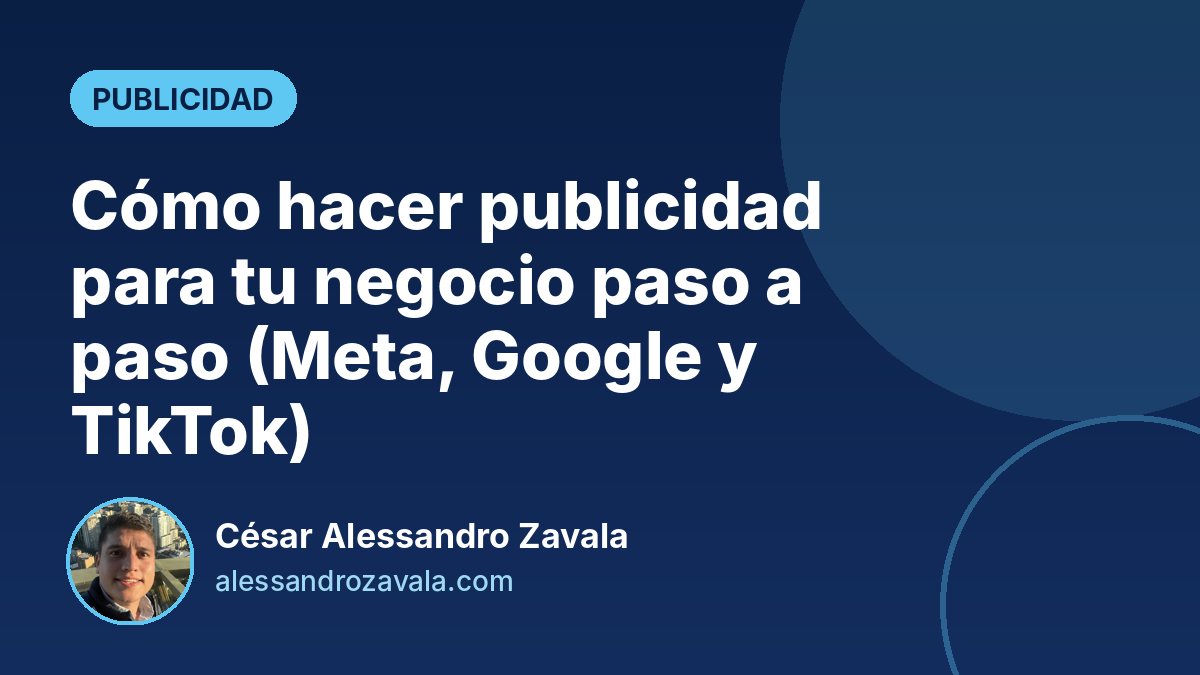 PUBLICIDAD
Cómo hacer publicidad
para tu negocio paso a
paso (Meta, Google y
TikTok)
César Alessandro Zavala
alessandrozavala.com